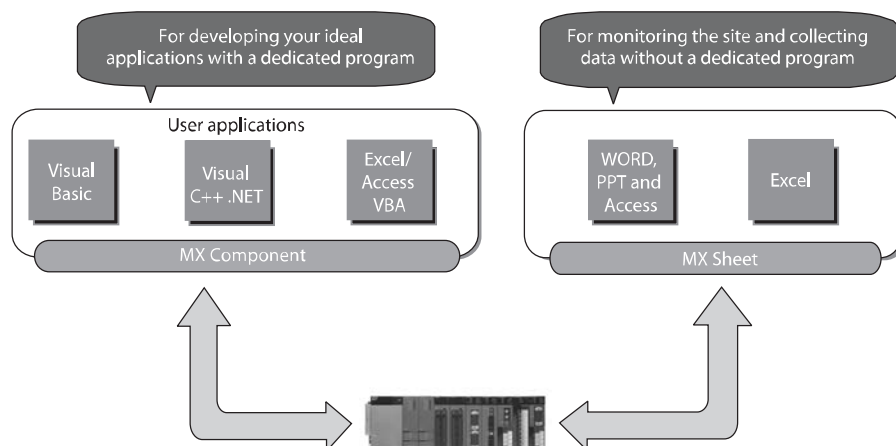 For developing your ideal
applications with a dedicated program
For monitoring the site and collecting
data without a dedicated program
User applications
Visual
Basic
Visual
C++ .NET
Excel/
Access
VBA
MX Component
WORD,
PPT and
Access
Excel
MX Sheet